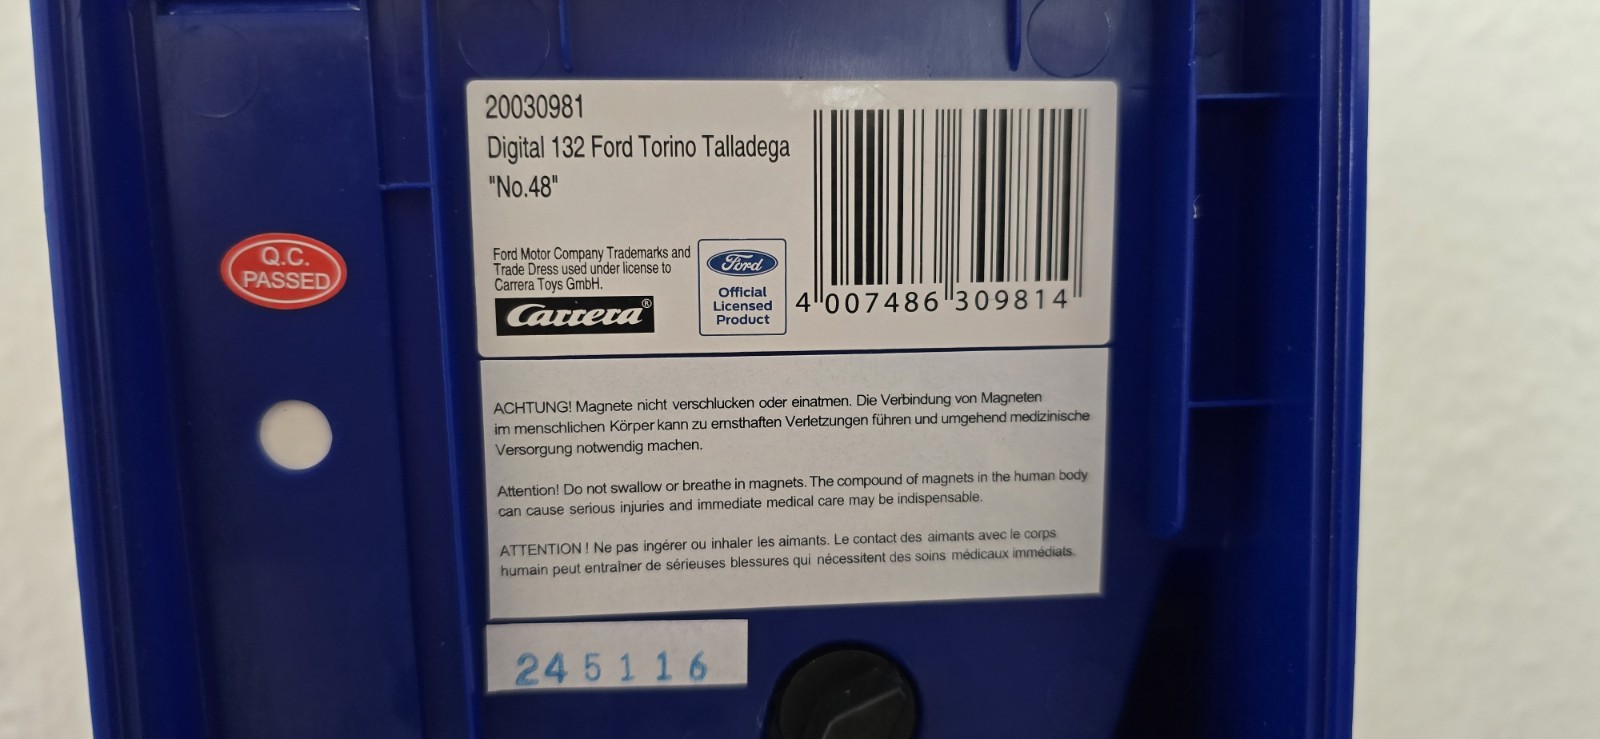 20030981
Digital 132 Ford Torino Talladega
"No.48"
Ford Motor Company Trademarks and
Trade Dress used under license to
Carrera Toys GmbH.
Carrera®
Ford
Official
Licensed
Product
4 007486 309814
Q.C.
PASSED
ACHTUNG! Magnete nicht verschlucken oder einatmen. Die Verbindung von Magneten
im menschlichen Körper kann zu ernsthaften Verletzungen führen und umgehend medizinische
Versorgung notwendig machen.
Attention! Do not swallow or breathe in magnets. The compound of magnets in the human body
can cause serious injuries and immediate medical care may be indispensable.
ATTENTION ! Ne pas ingérer ou inhaler les aimants. Le contact des aimants avec le corps
humain peut entraîner de sérieuses blessures qui nécessitent des soins médicaux immédiats.
245116